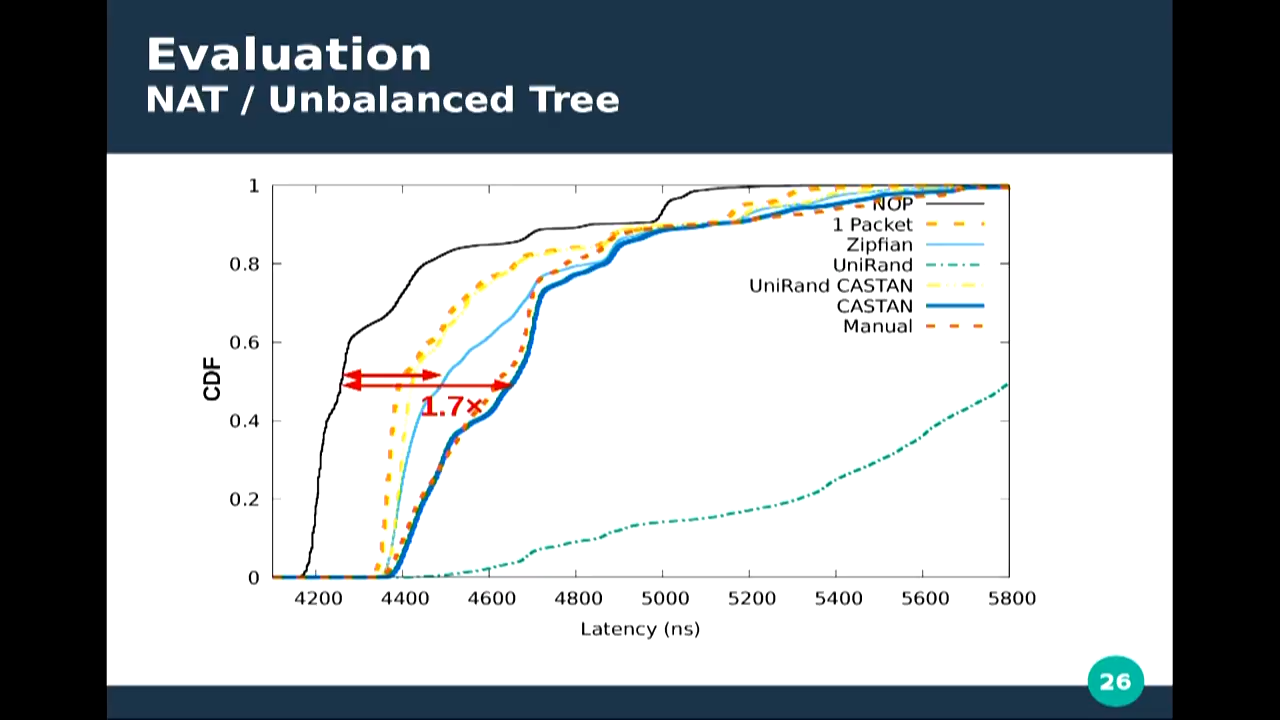 Evaluation
NAT / Unbalanced Tree
1
0.8
0.6
0.4
0.2
0
CDF
NOP
1 Packet
Zipfian
UniRand
UniRand CASTAN
CASTAN
Manual
1.7×
4200 4400 4600 4800 5000 5200 5400 5600 5800
Latency (ns)
26